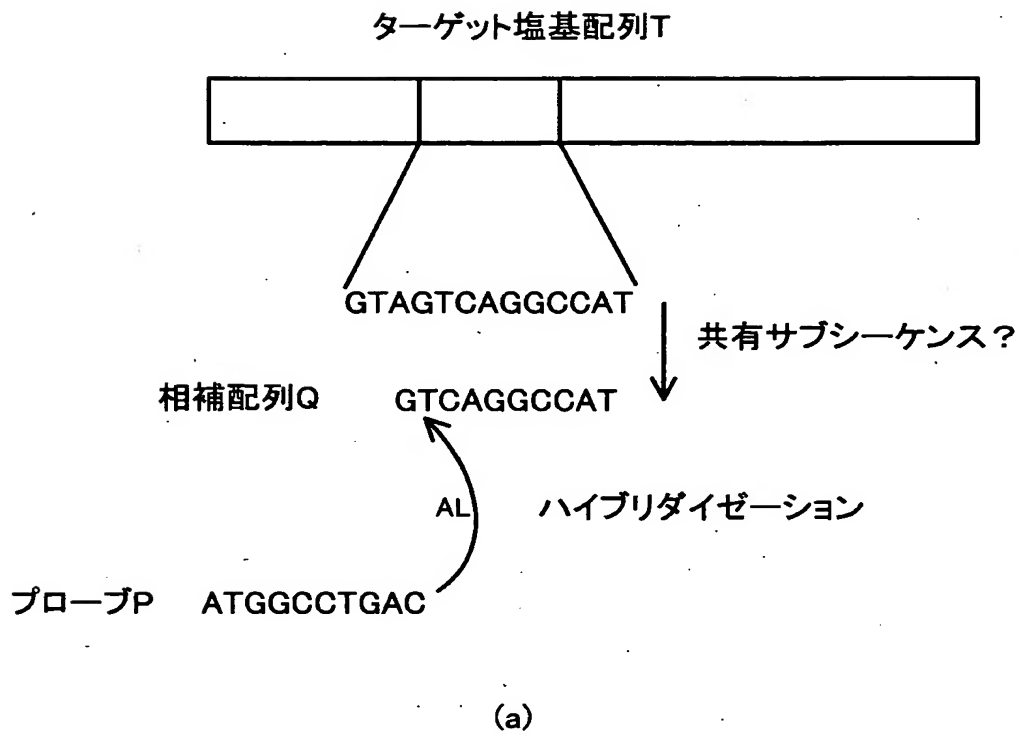 ターゲット塩基配列T
GTAGTCAGGCCAT
共有サブシーケンス?
相補配列Q GTCAGGCCAT
AL ハイブリダイゼーション
プローブP ATGGCCTGAC
(a)